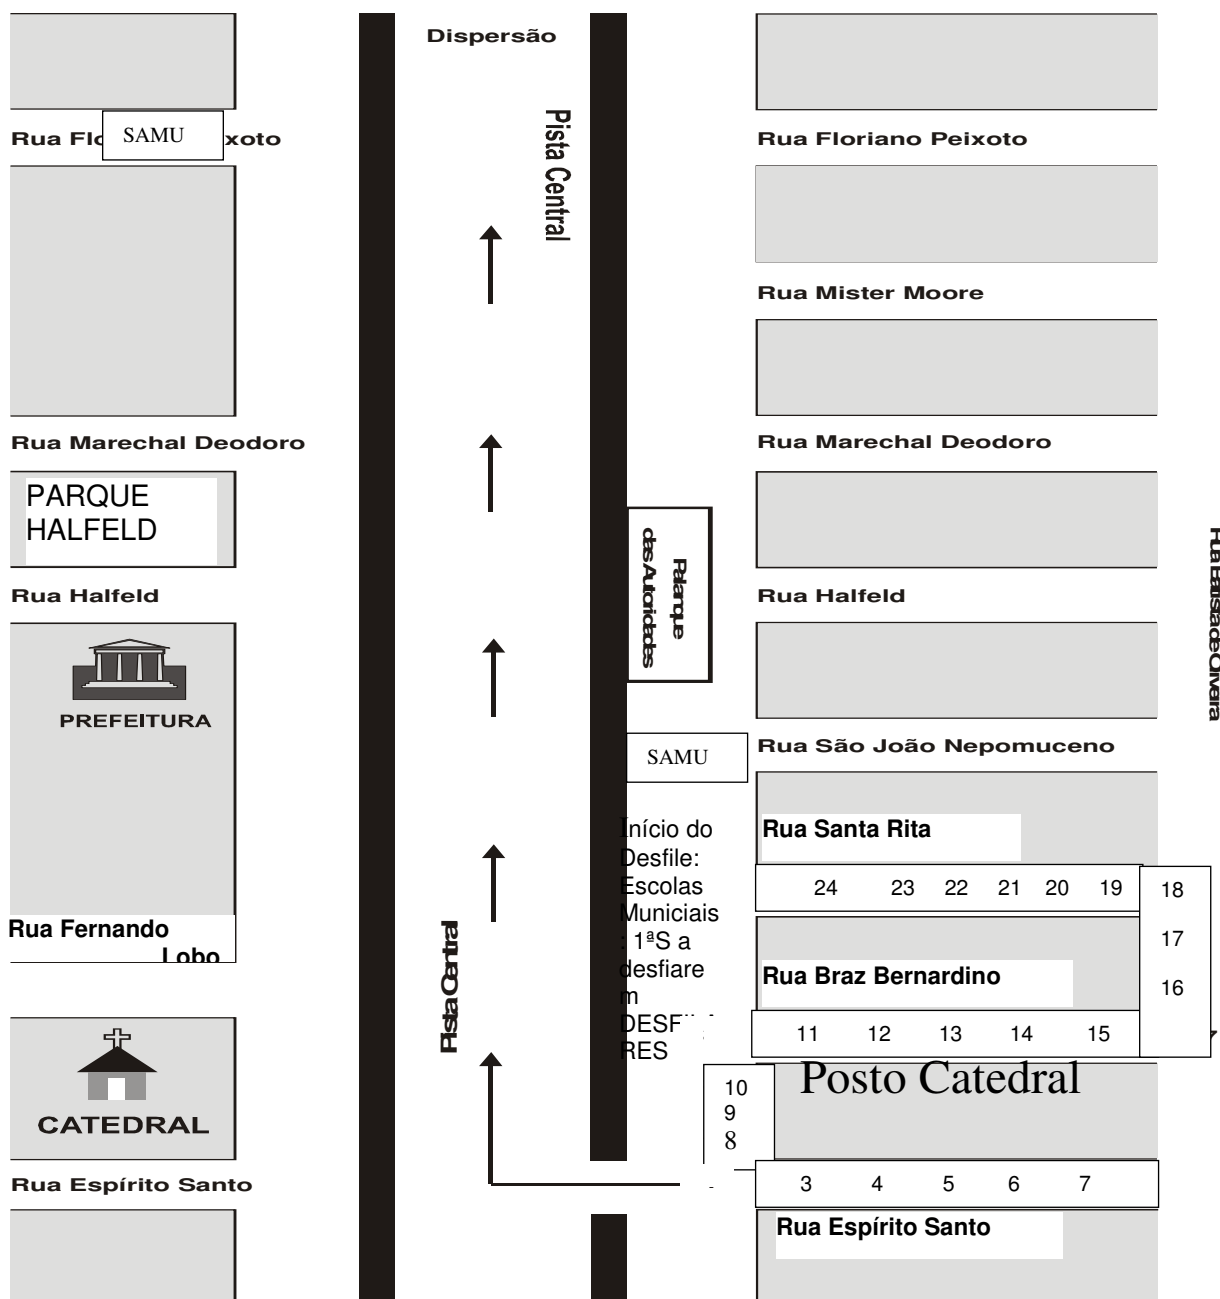 Dispersão
Pista Central
Rua Flo
SAMU
xoto
Rua Floriano Peixoto
Rua Mister Moore
Rua Marechal Deodoro
Rua Marechal Deodoro
PARQUE
HALFELD
Palanque
das Autoridades
Rua Batista de Oliveira
Rua Halfeld
Rua Halfeld
PREFEITURA
SAMU
Rua São João Nepomuceno
Início do
Desfile:
Escolas
Municiais
: 1ªS a
desfiare
m
RES
Rua Santa Rita
24 23 22 21 20 19
18
17
16
Rua Fernando
Lobo
Pista Central
Rua Braz Bernardino
11 12 13 14 15
Posto Catedral
10
9
8
CATEDRAL
Rua Espírito Santo
3 4 5 6 7
Rua Espírito Santo